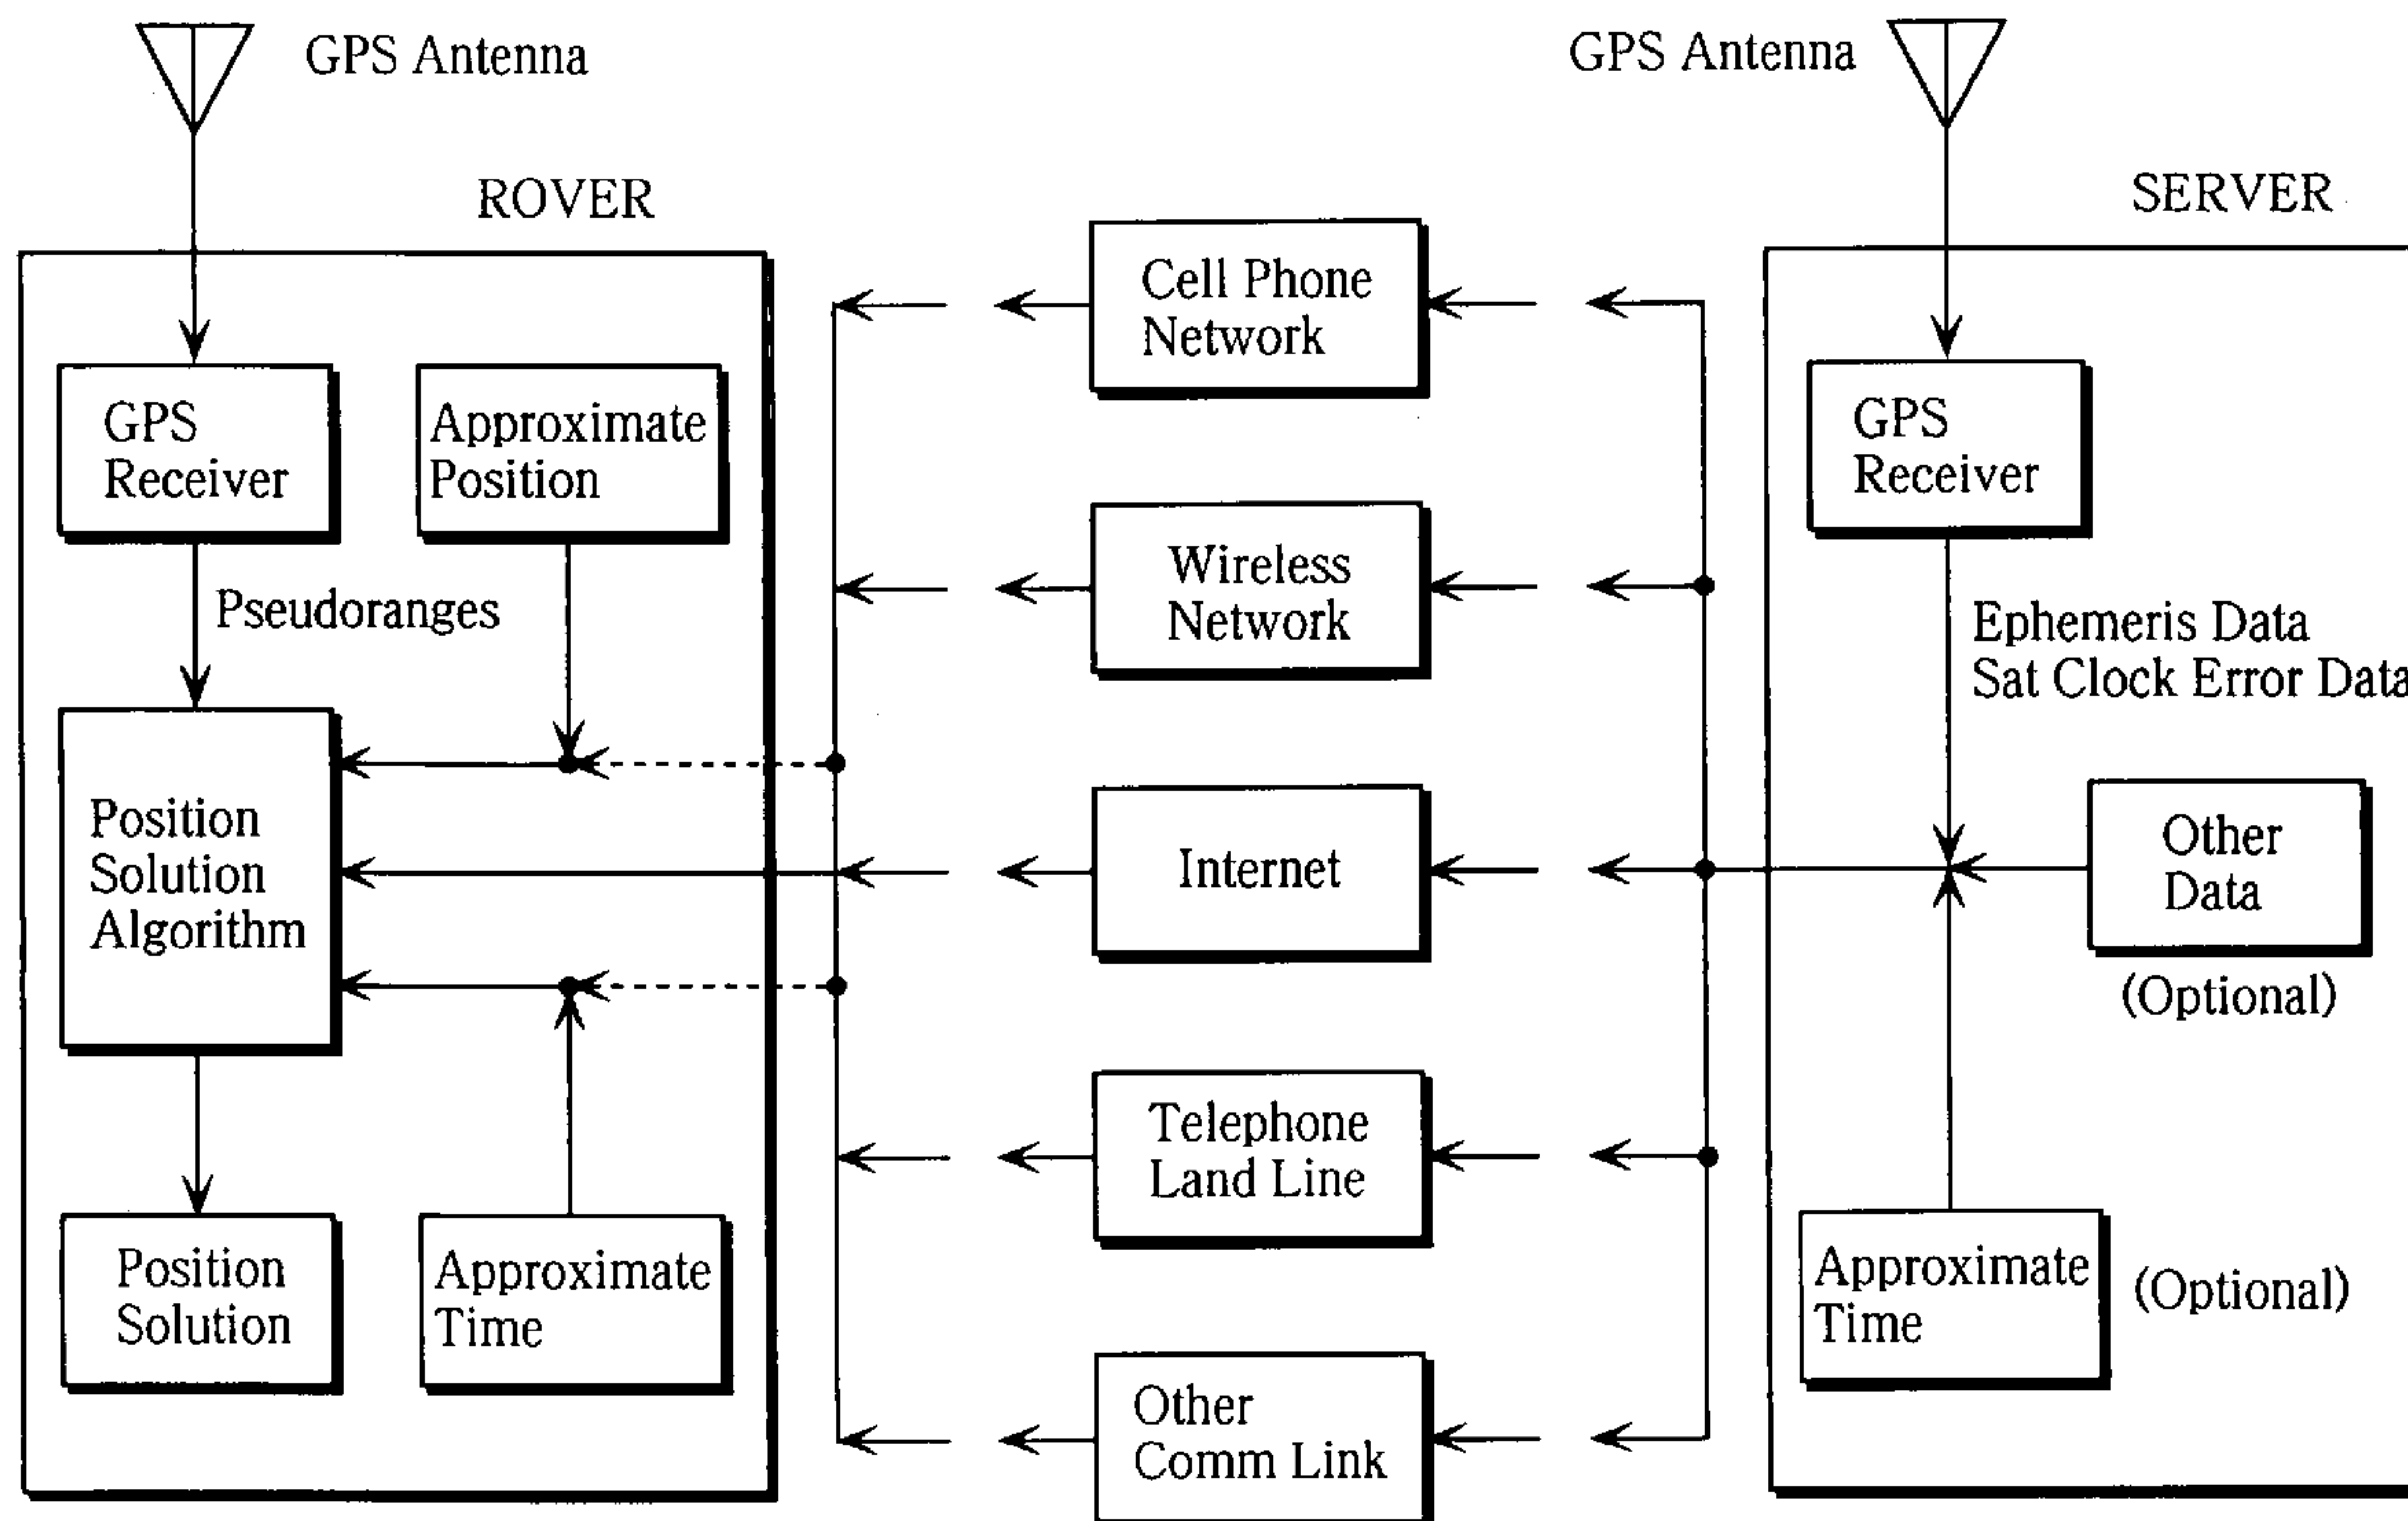 GPS Antenna
GPS Antenna
ROVER
SERVER
GPS
Receiver
Approximate
Position
Pseudoranges
Position
Solution
Algorithm
Position
Solution
Approximate
Time
Cell Phone
Network
Wireless
Network
Internet
Telephone
Land Line
Other
Comm Link
GPS
Receiver
Ephemeris Data
Sat Clock Error Data
Other
Data
(Optional)
Approximate
Time
(Optional)